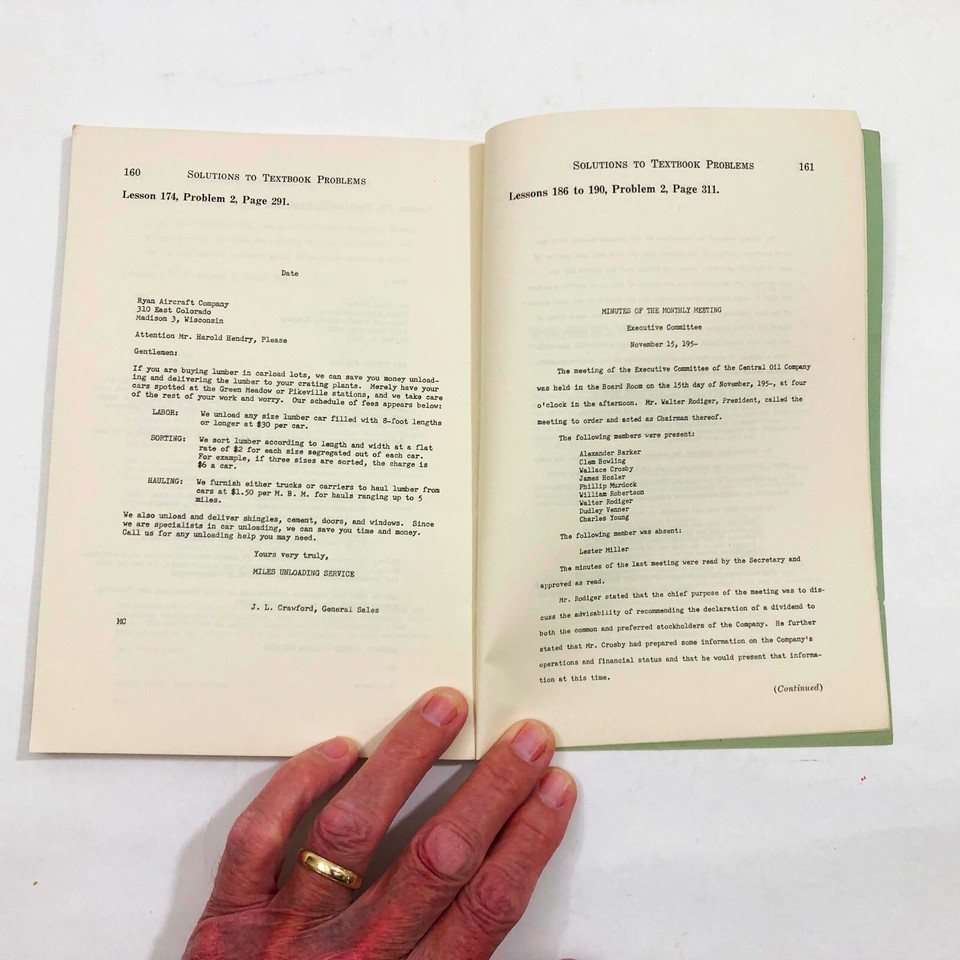 160
SOLUTIONS TO TEXTBOOK PROBLEMS
Lesson 174, Problem 2, Page 291.
Date
Ryan Aircraft Company
310 East Colorado
Madison 3, Wisconsin
Attention Mr. Harold Hendry, Please
Gentlemen:
If you are buying lumber in carload lots, we can save you money unload-
ing and delivering the lumber to your crating plants. Merely have your
cars spotted at the Green Meadow or Pikeville stations, and we take care
of the rest of your work and worry. Our schedule of fees appears below:
LABOR: We unload any size lumber car filled with 8-foot lengths
or longer at $30 per car.
SORTING: We sort lumber according to length and width at a flat
rate of $2 for each size segregated out of each car.
For example, if three sizes are sorted, the charge is
$6 a car.
HAULING: We furnish either trucks or carriers to haul lumber from
cars at $1.50 per M. B. M. for hauls ranging up to 5
miles.
We also unload and deliver shingles, cement, doors, and windows. Since
we are specialists in car unloading, we can save you time and money.
Call us for any unloading help you may need.
Yours very truly,
MILES UNLOADING SERVICE
J. L. Crawford, General Sales
MC
SOLUTIONS TO TEXTBOOK PROBLEMS
161
Lessons 186 to 190, Problem 2, Page 311.
MINUTES OF THE MONTHLY MEETING
Executive Committee
November 15, 195-
The meeting of the Executive Committee of the Central Oil Company
was held in the Board Room on the 15th day of November, 195-, at four
o'clock in the afternoon. Mr. Walter Rodiger, President, called the
meeting to order and acted as Chairman thereof.
The following members were present:
Alexander Barker
Clem Bowling
Wallace Crosby
James Hosler
Phillip Murdock
William Robertson
Walter Rodiger
Dudley Venner
Charles Young
The following member was absent:
Lester Miller
The minutes of the last meeting were read by the Secretary and
approved as read.
Mr. Rodiger stated that the chief purpose of the meeting was to dis-
cuss the advisability of recommending the declaration of a dividend to
both the common and preferred stockholders of the Company. He further
stated that Mr. Crosby had prepared some information on the Company's
operations and financial status and that he would present that informa-
tion at this time.
(Continued)